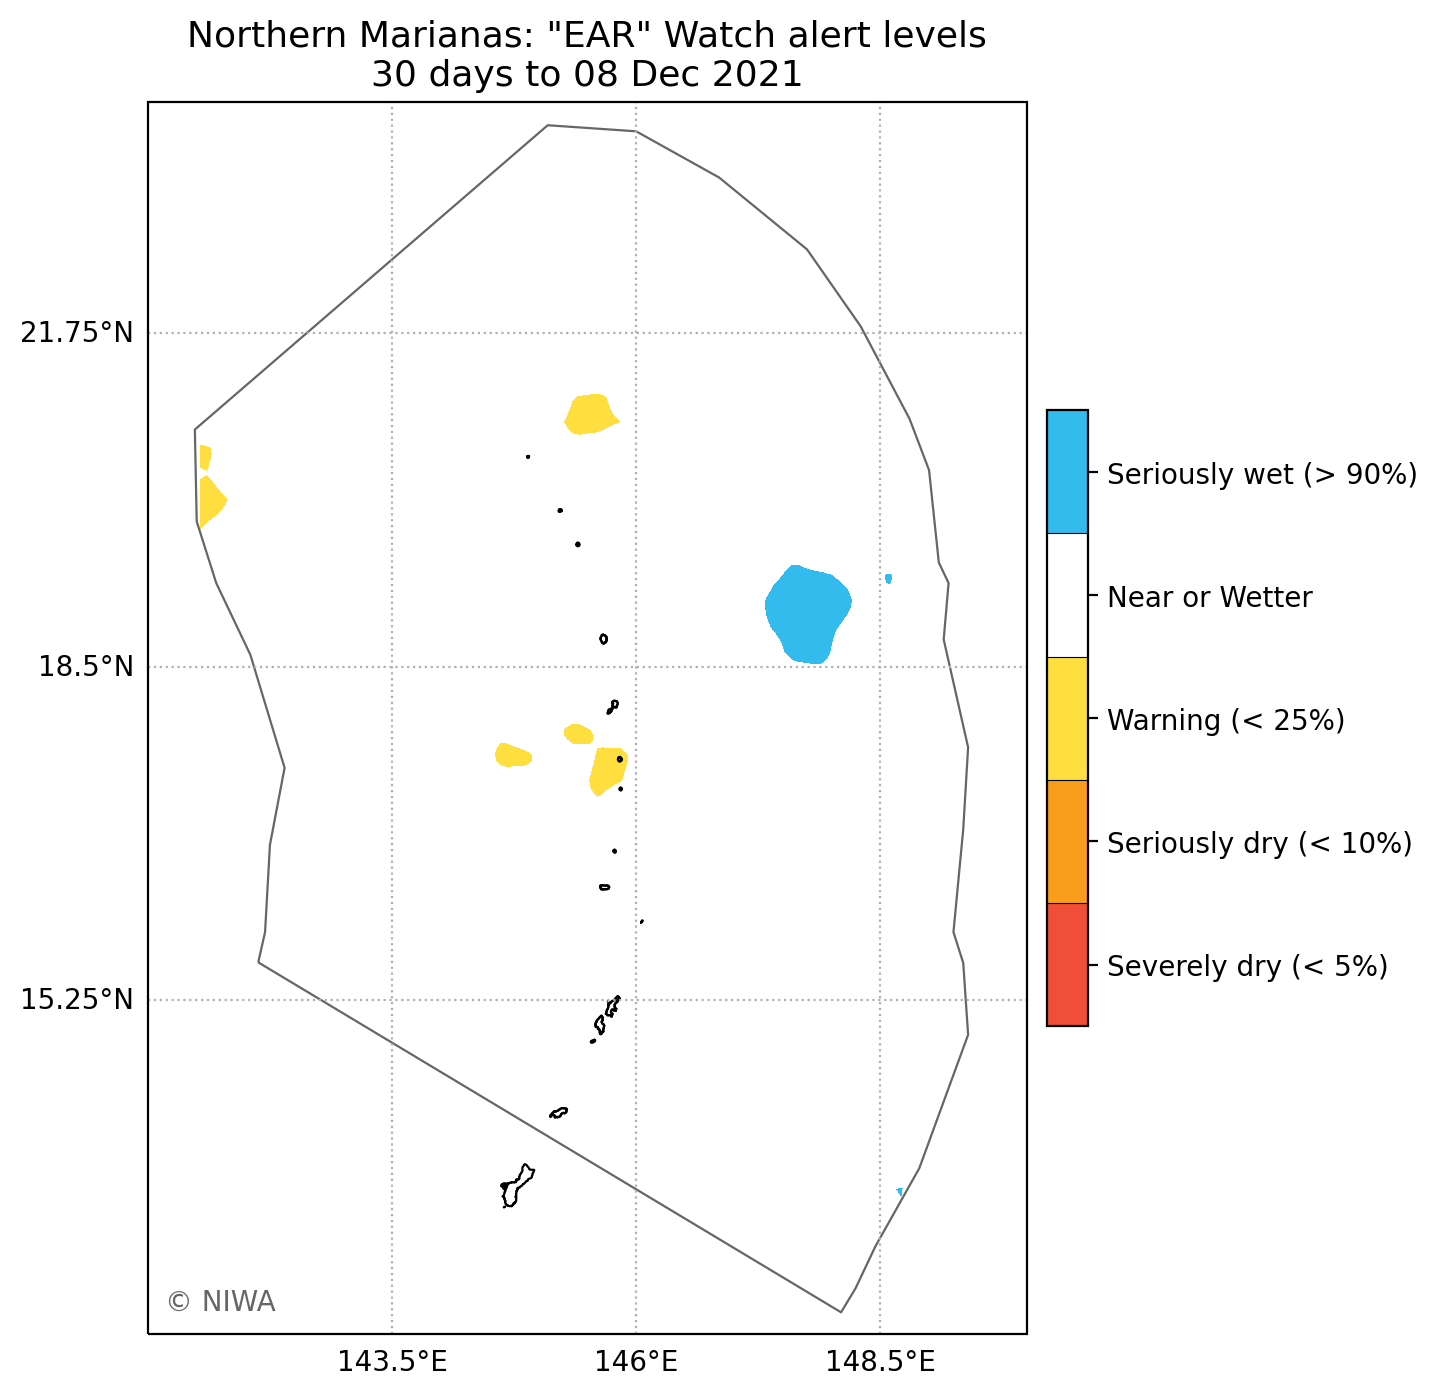 Northern Marianas: "EAR" Watch alert levels
30 days to 08 Dec 2021
21.75°N
18.5°N
15.25°N
143.5°E
146°E
148.5°E
Seriously wet (> 90%)
Near or Wetter
Warning (< 25%)
Seriously dry (< 10%)
Severely dry (< 5%)
© NIWA